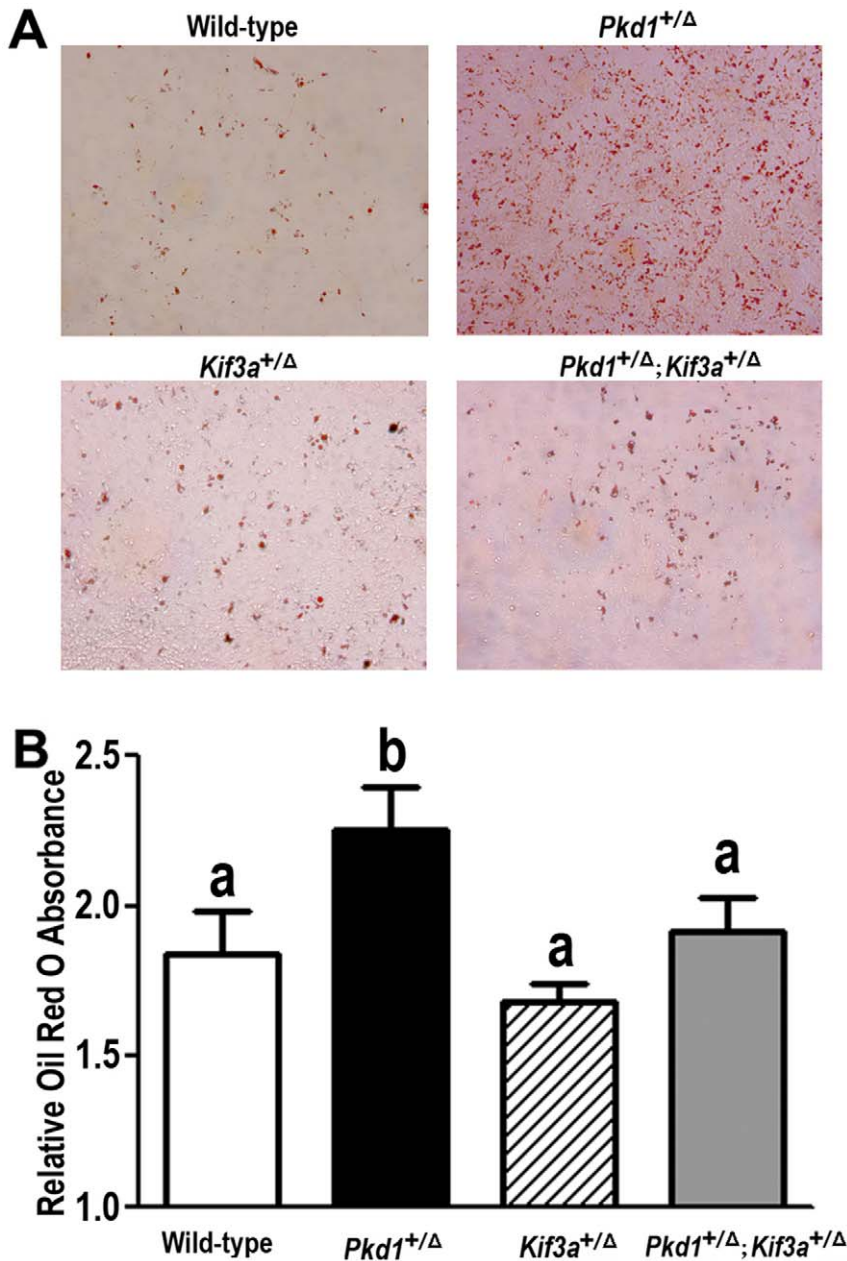 A
Wild-type
Pkd1+/Δ
Kif3a+/Δ
Pkd1+/Δ;Kif3a+/Δ
B
Relative Oil Red O Absorbance
2.5
2.0
1.5
1.0
a
b
a
a
Wild-type
Pkd1+/Δ
Kif3a+/Δ
Pkd1+/Δ;Kif3a+/Δ